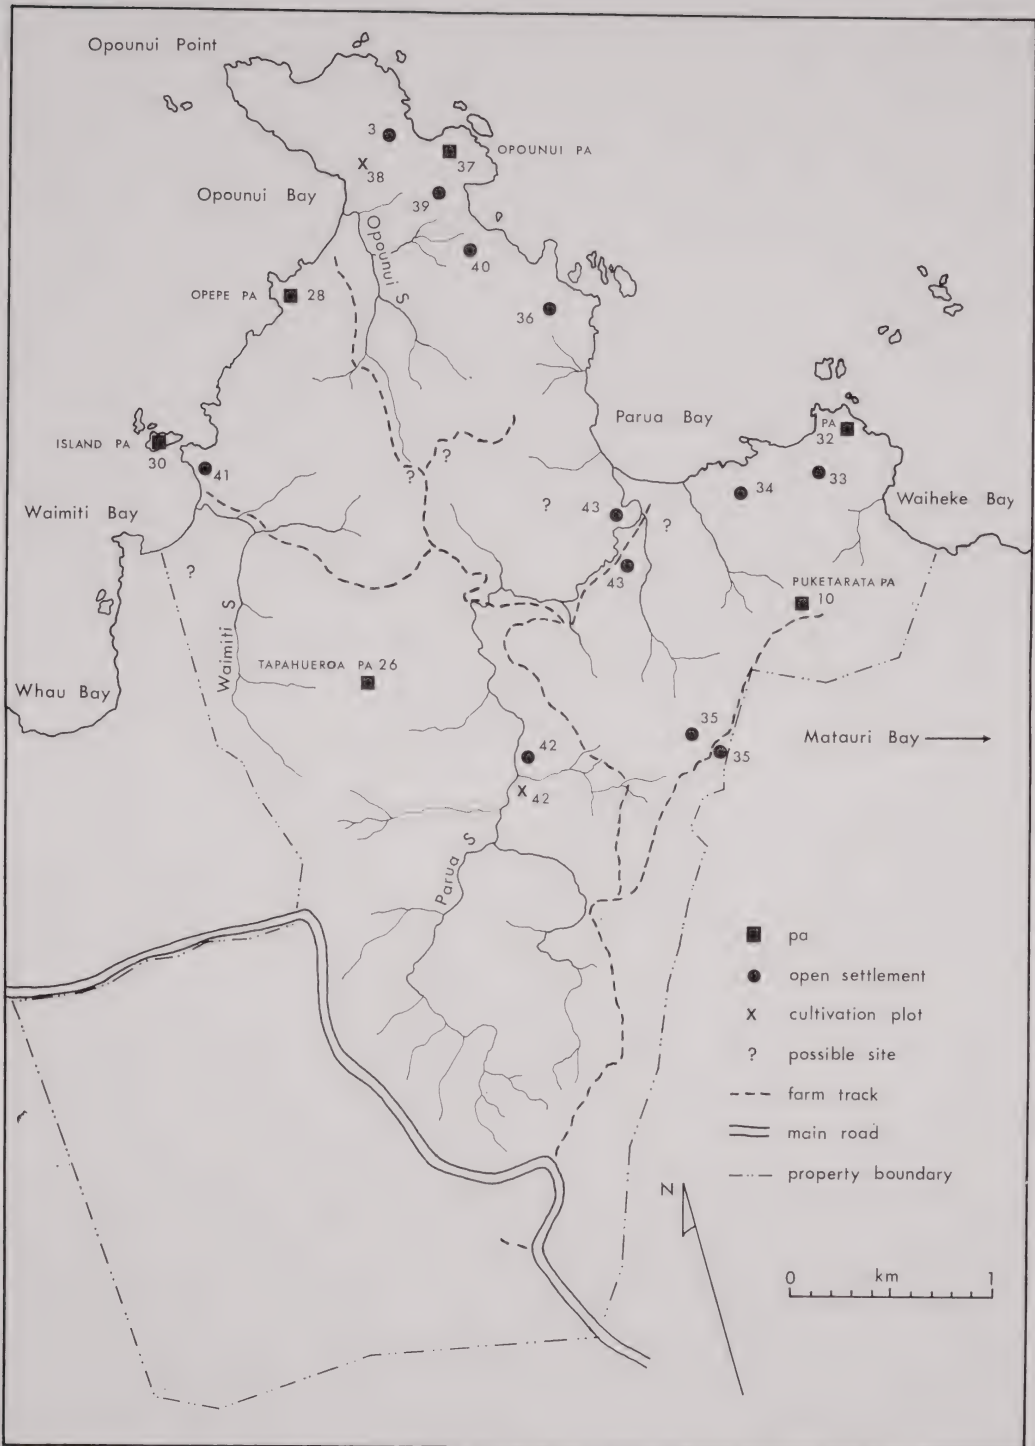 Opounui Point
3
OPOUNUI PA
37
x
38
Opounui Bay
39
Opounui S
40
OPEPE PA
28
36
Parua Bay
PA
32
ISLAND PA
30
41
34
33
Waiheke Bay
Waimiti Bay
?
?
?
43
?
?
43
PUKETARATA PA
10
Waimiti S
TAPAHUEROA PA 26
Whau Bay
35
Matauri Bay
35
42
x
42
Parua S
pa
open settlement
x cultivation plot
? possible site
farm track
main road
property boundary
N
0 km 1